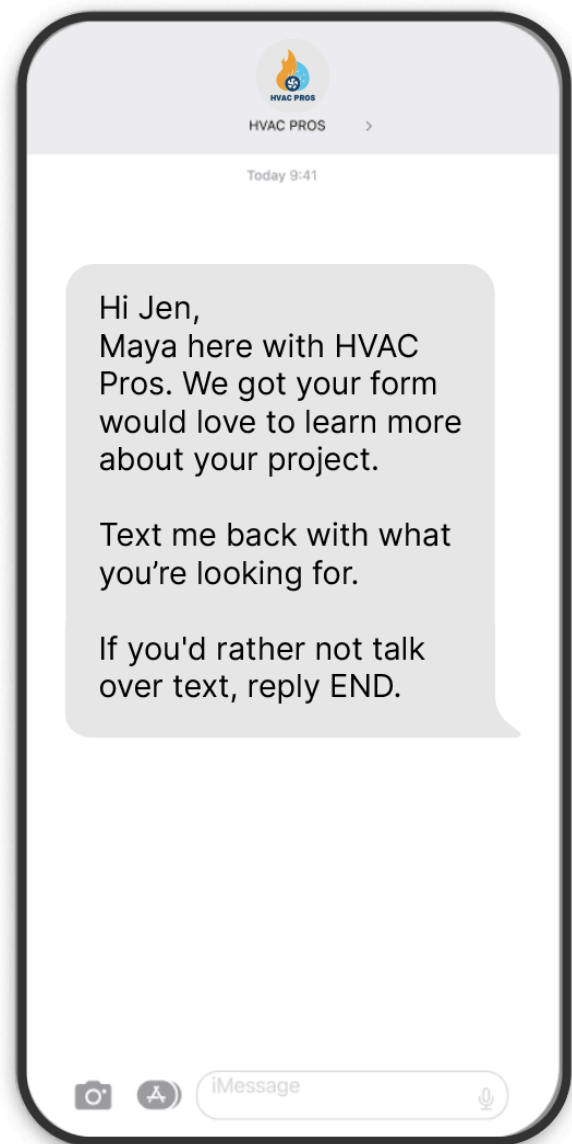 HVAC PROS
HVAC PROS
Today 9:41
Hi Jen,
Maya here with HVAC
Pros. We got your form
would love to learn more
about your project.
Text me back with what
you’re looking for.
If you'd rather not talk
over text, reply END.
iMessage